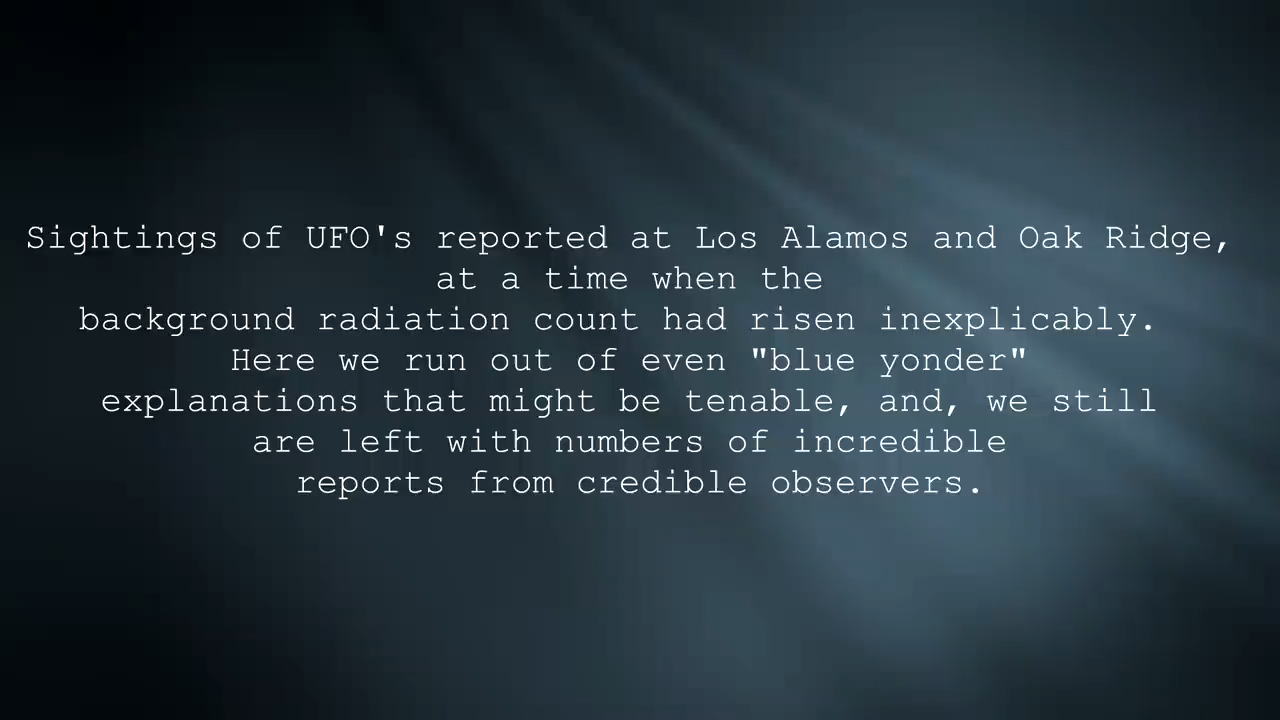 Sightings of UFO's reported at Los Alamos and Oak Ridge,
at a time when the
background radiation count had risen inexplicably.
Here we run out of even "blue yonder"
explanations that might be tenable, and, we still
are left with numbers of incredible
reports from credible observers.